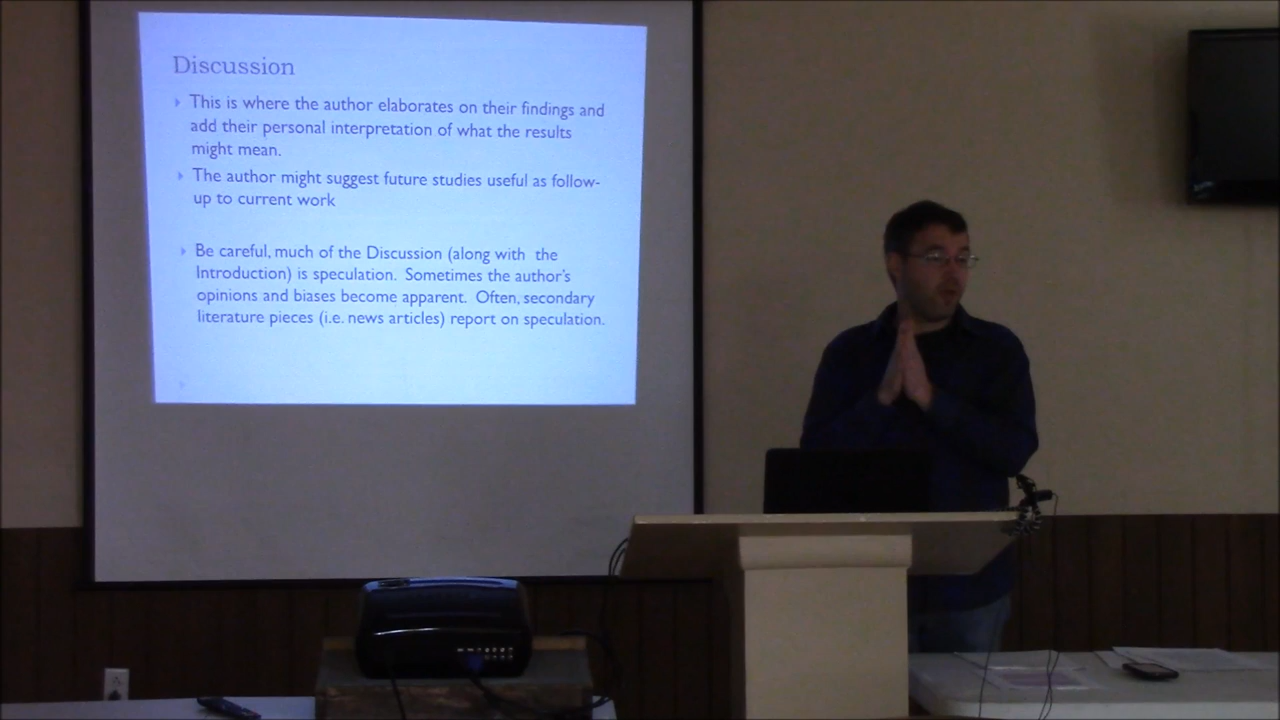 Discussion
This is where the author elaborates on their findings and
add their personal interpretation of what the results
might mean.
The author might suggest future studies useful as follow-
up to current work
Be careful, much of the Discussion (along with the
Introduction) is speculation. Sometimes the author's
opinions and biases become apparent. Often, secondary
literature pieces (i.e. news articles) report on speculation.